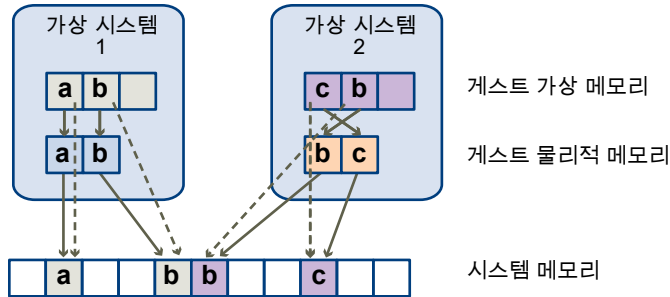 가상 시스템
1
가상 시스템
2
a b
c b
게스트 가상 메모리
a b
b c
게스트 물리적 메모리
a b b c
시스템 메모리